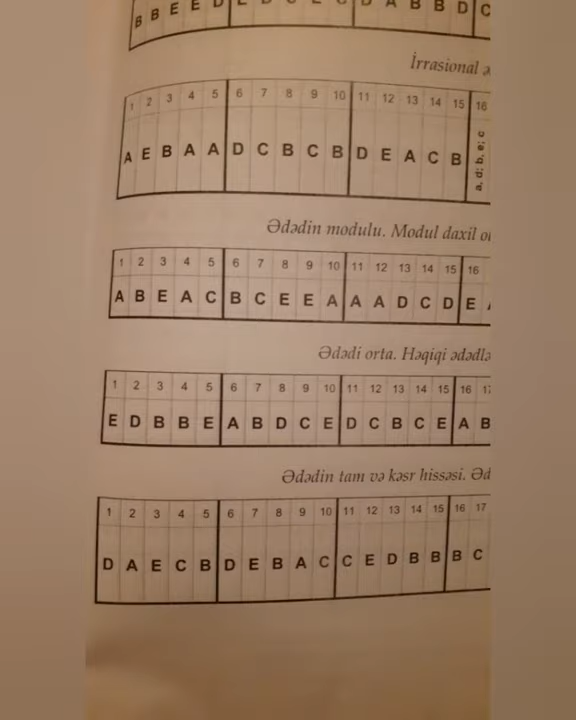 B B E E D E B D C
İrrasional
1 2 3 4 5 6 7 8 9 10 11 12 13 14 15 16
A E B A A D C B C B D E A C B a, d; b, e; c
Ədədin modulu. Modul daxil
1 2 3 4 5 6 7 8 9 10 11 12 13 14 15 16
A B E A C B C E E A A A D C D E
Ədədi orta. Həqiqi
1 2 3 4 5 6 7 8 9 10 11 12 13 14 15 16
E D B B E A B D C E D C B C E A B
Ədədin tam və kəsr hissəsi.
1 2 3 4 5 6 7 8 9 10 11 12 13 14 15 16 17
D A E C B D E B A C C E D B B B C